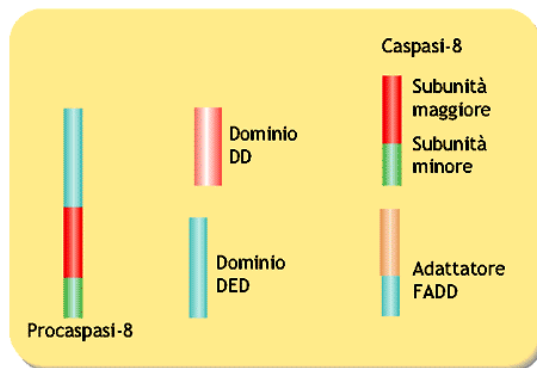 Caspasi-8
Subunità
maggiore
Subunità
minore
Dominio
DD
Dominio
DED
Adattatore
FADD
Procaspasi-8